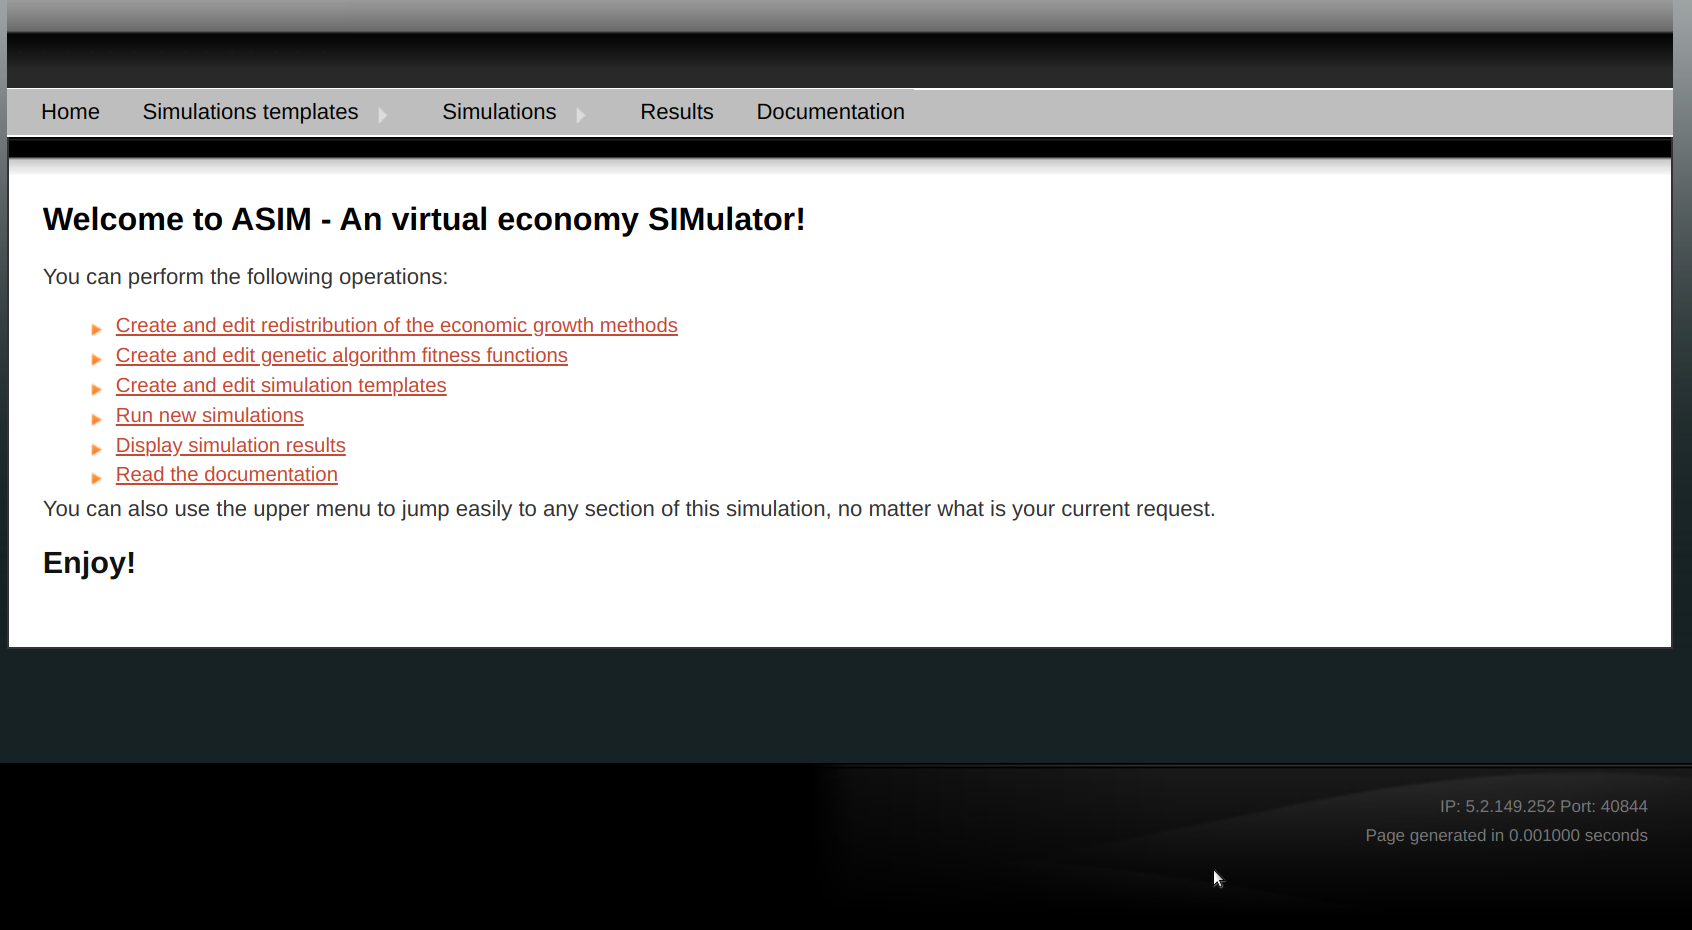 Home Simulations templates Simulations Results Documentation
Welcome to ASIM - An virtual economy SIMulator!
You can perform the following operations:
Create and edit redistribution of the economic growth methods
Create and edit genetic algorithm fitness functions
Create and edit simulation templates
Run new simulations
Display simulation results
Read the documentation
You can also use the upper menu to jump easily to any section of this simulation, no matter what is your current request.
Enjoy!
IP: 5.2.149.252 Port: 40844
Page generated in 0.001000 seconds